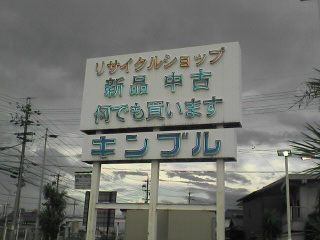 リサイクルショップ
新品 中古
何でも買います
キンブル